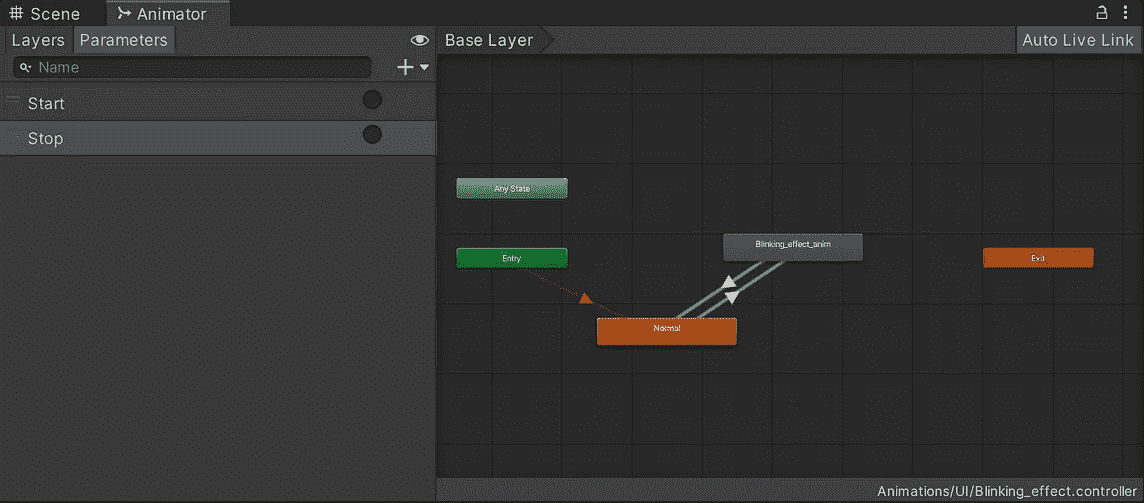 Scene Animator
Layers Parameters
Name
Start
Stop
Base Layer Auto Live Link
Any State
Blinking_effect_anim
Entry
Exit
Normal
Animations/UI/Blinking_effect.controller